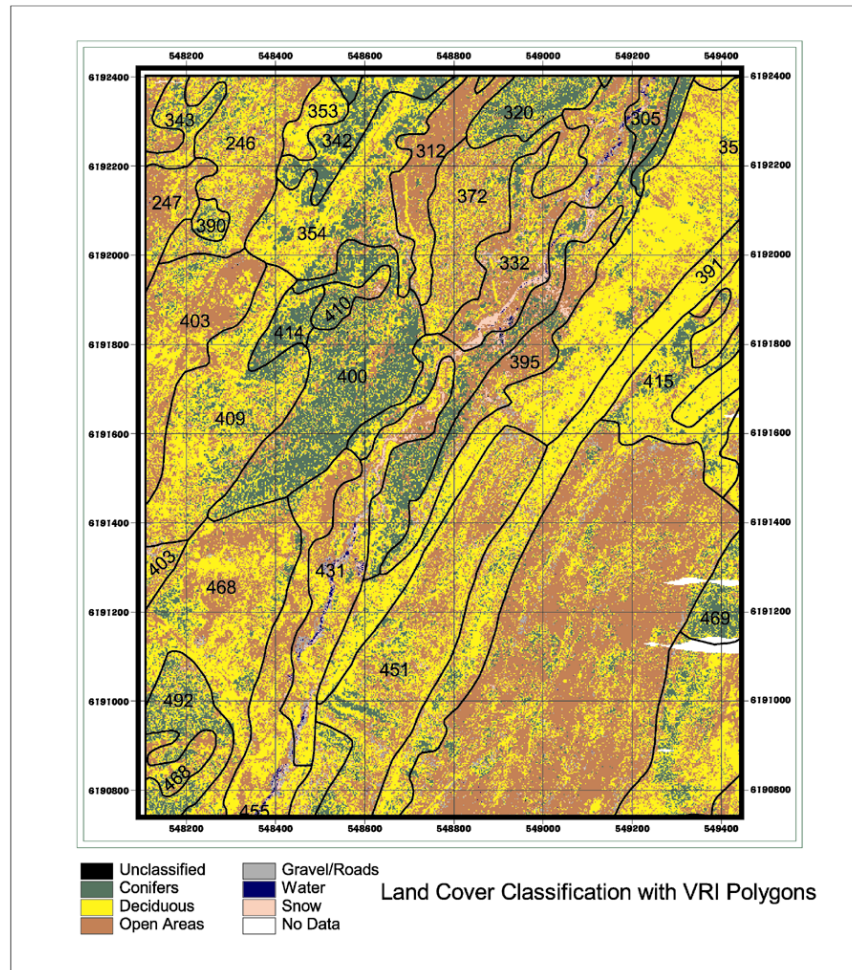 548200 548400 548600 548800 549000 549200 549400
6192400 6192400
353 320 305
343 342
246 312 35
6192200 6192200
372
247
390
354
6192000 332 6192000
391
410
403 414
6191800 6191800
395
400 415
409
6191600 6191600
6191400 6191400
403 431
468
6191200 469 6191200
451
492
6191000 6191000
468
6190800 6190800
455
548200 548400 548600 548800 549000 549200 549400
Unclassified Gravel/Roads
Conifers Water
Deciduous Snow
Open Areas No Data
Land Cover Classification with VRI Polygons